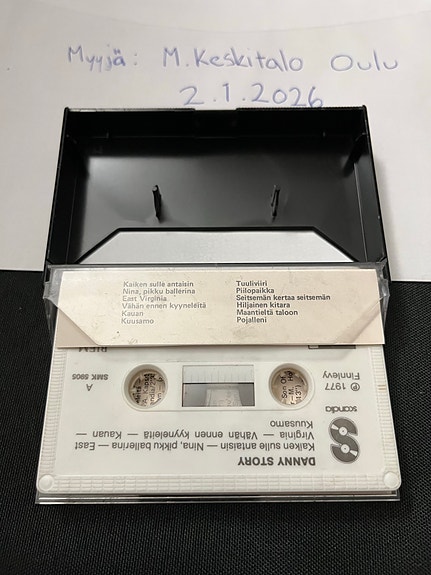 Myyjä: M.Keskitalo Oulu
2.1.2026
Kaiken sulle antaisin
Nina, pikku ballerina
East Virginia
Vähän ennen kyyneleitä
Kauan
Kuusamo
Tuuliviiri
Piilopaikka
Seitsemän kertaa seitsemän
Hiljainen kitara
Maantieltä taloon
Pojalleni
DANNY STORY
Kaiken sulle antaisin — Nina, pikku ballerina — East
Virginia — Vähän ennen kyyneleitä — Kauan —
Kuusamo
scandia
℗ 1977
Finnlevy
A
SMK 5905